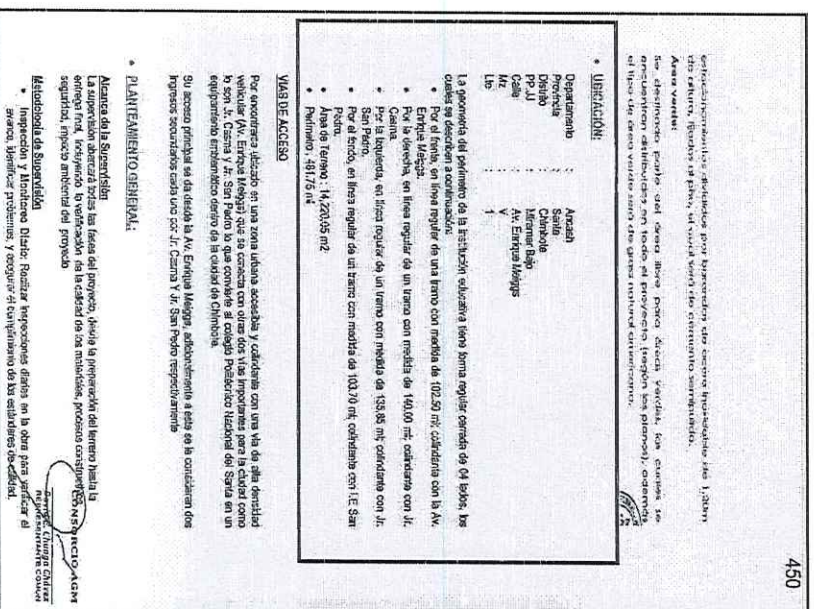 450
estacionamientos divididos por barandas de acero inoxidable de 1,20m
de altura, fijados al piso, el cual será de cemento semipulido.
Area verde:
Se destinado parte del área libre para áreas verdes, las cuales se
encuentran distribuidas en todo el proyecto (según los planos), además
el tipo de área verde será de grass natural americano.
• UBICACIÓN:
Departamento : Ancash
Provincia : Santa
Distrito : Chimbote
PP.JJ : Miramar Bajo
Calle : Av. Enrique Meiggs
Mz : V
Lte : 1
La geometría del perímetro de la institución educativa tiene forma regular cerrada de 04 lados, los
cuales se describen a continuación:
• Por el frente, en línea regular de una tramo con medida de 102.50 ml; colindante con la Av.
Enrique Meiggs.
• Por la derecha, en línea regular de un tramo con medida de 140.00 ml; colindante con Jr.
Casma
• Por la izquierda, en línea regular de un tramo con medida de 135.85 ml; colindante con Jr.
San Pedro.
• Por el fondo, en línea regular de un tramo con medida de 103.70 ml; colindante con I.E San
Pedro.
• Área de Terreno : 14,220.05 m2
• Perímetro : 481.75 ml
VIAS DE ACCESO
Por encontrarse ubicado en una zona urbana accesible y colindante con una vía de alta densidad
vehicular (Av. Enrique Meiggs) que se conecta con otras dos vías importantes para la ciudad como
lo son Jr. Casma y Jr. San Pedro lo que convierte al colegio Politécnico Nacional del Santa en un
equipamiento emblemático dentro de la ciudad de Chimbote.
Su acceso principal se da desde la Av. Enrique Meiggs, adicionalmente a esta se le consideran dos
ingresos secundarios cada uno por Jr. Casma Y Jr. San Pedro respectivamente
• PLANTEAMIENTO GENERAL:
Alcance de la Supervisión
La supervisión abarcará todas las fases del proyecto, desde la preparación del terreno hasta la
entrega final, incluyendo la verificación de la calidad de los materiales, procesos constructivos,
seguridad, impacto ambiental del proyecto
Metodología de Supervisión
• Inspección y Monitoreo Diario: Realizar inspecciones diarias en la obra para verificar el
avance, identificar problemas, y asegurar el cumplimiento de los estándares de calidad.
CONSORCIO AGM
Chunga Chávez
REPRESENTANTE COMUN